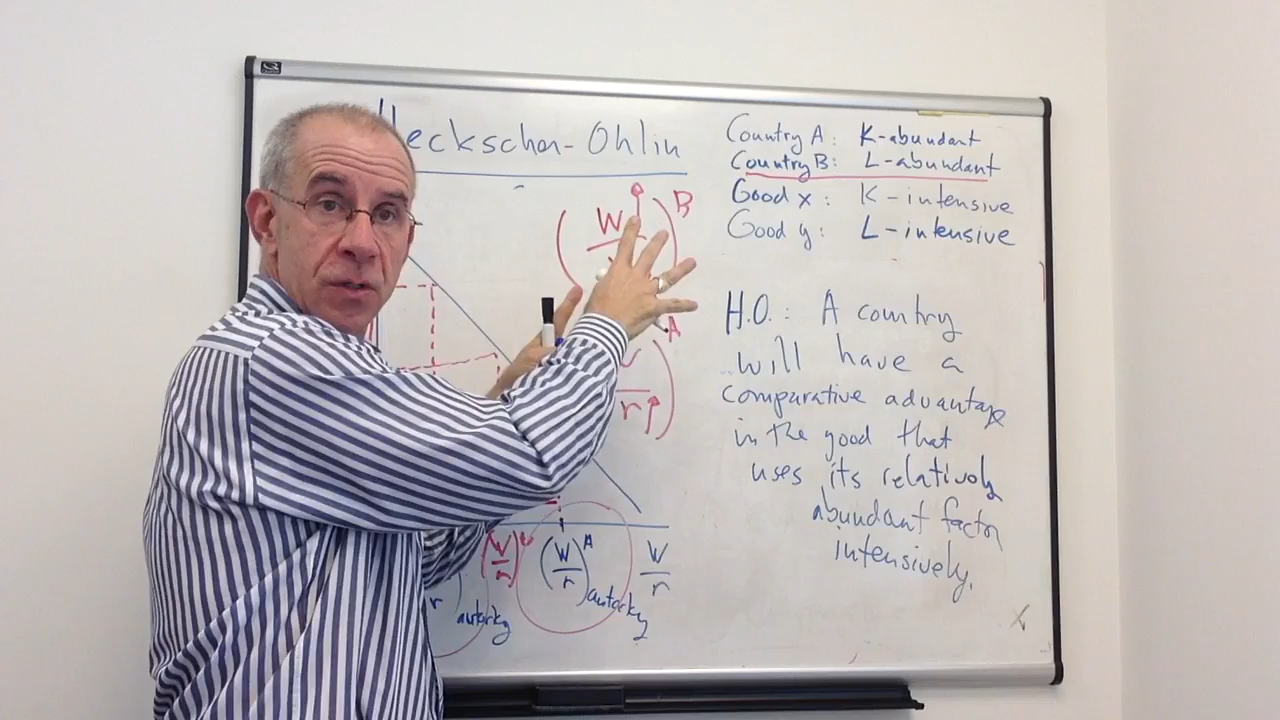 Heckscher-Ohlin
Country A: K-abundant
Country B: L-abundant
Good x: K-intensive
Good y: L-intensive
B
W
A
r
H.O.: A country
will have a
comparative advantage
in the good that
uses its relatively
abundant factor
intensively.
r autarky
(W/r)
(W/r)^A autarky
W/r